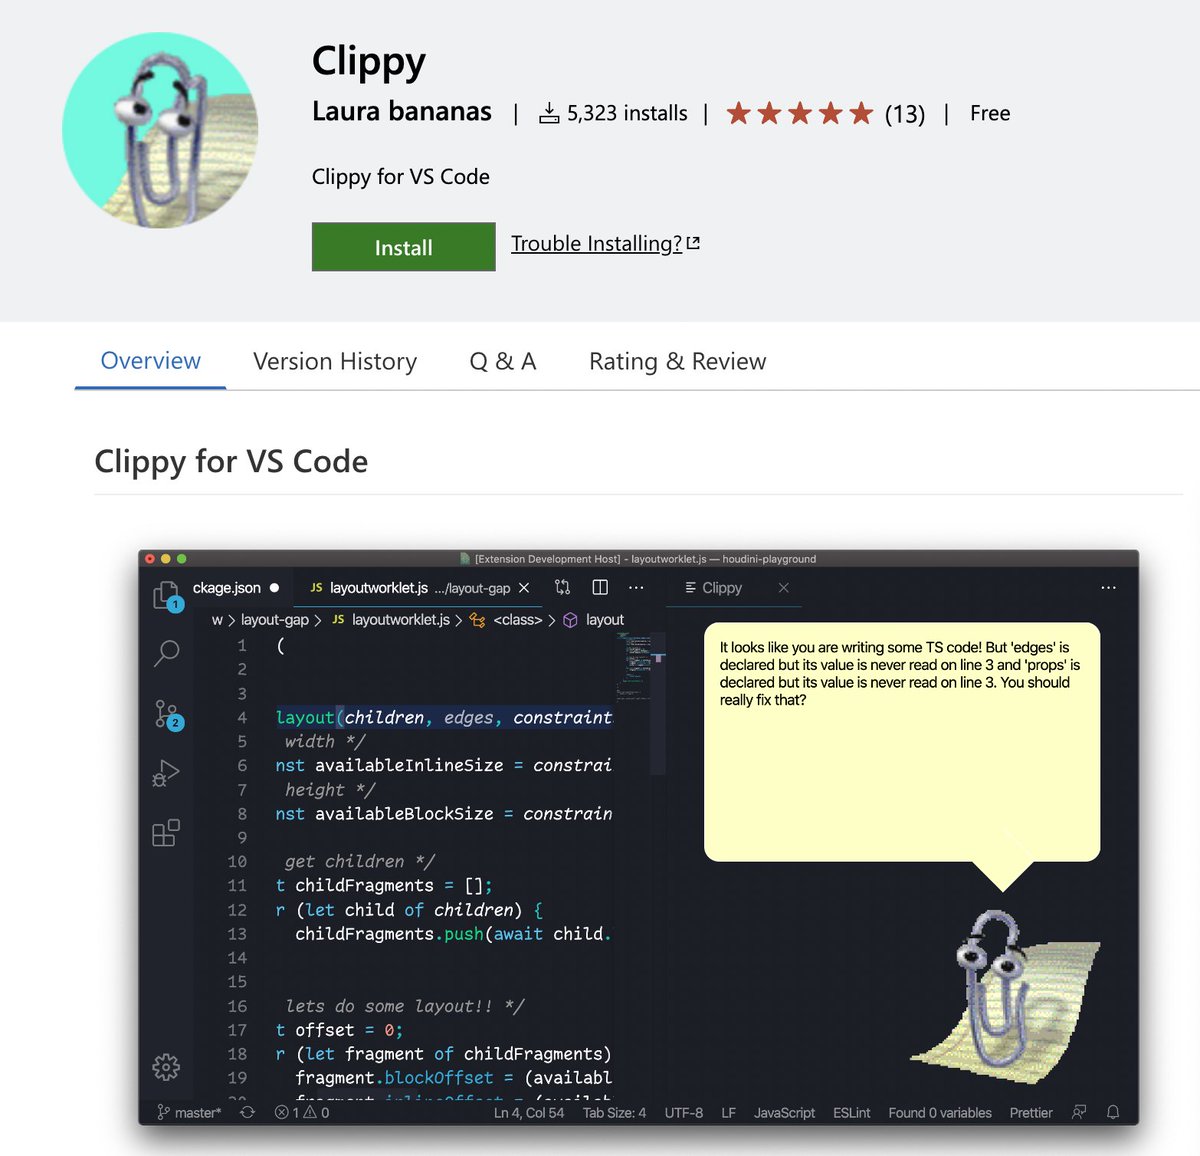 Clippy
Laura bananas | 5,323 installs | (13) | Free
Clippy for VS Code
Install Trouble Installing?
Overview Version History Q & A Rating & Review
Clippy for VS Code
[Extension Development Host] - layoutworklet.js — houdini-playground
ckage.json JS layoutworklet.js .../layout-gap ··· Clippy ···
1
w > layout-gap > JS layoutworklet.js > <class> > layout
It looks like you are writing some TS code! But 'edges' is
declared but its value is never read on line 3 and 'props' is
declared but its value is never read on line 3. You should
really fix that?
1 (
2
3
4 layout(children, edges, constraint
5 width */
6 nst availableInlineSize = constrai
7 height */
8 nst availableBlockSize = constrain
9
10 get children */
11 t childFragments = [];
12 r (let child of children) {
13 childFragments.push(await child.
14
15
16 lets do some layout!! */
17 t offset = 0;
18 r (let fragment of childFragments)
19 fragment.blockOffset = (availabl
2
master* 1 0 Ln 4, Col 54 Tab Size: 4 UTF-8 LF JavaScript ESLint Found 0 variables Prettier